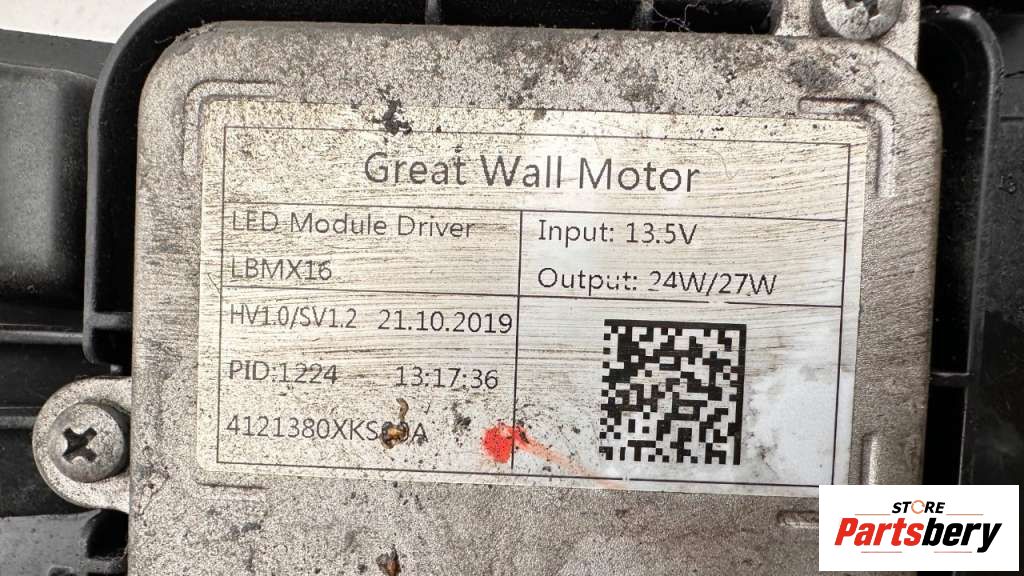 Great Wall Motor
LED Module Driver
LBMX16
Input: 13.5V
Output: 24W/27W
HV1.0/SV1.2 21.10.2019
PID:1224 13:17:36
STORE
Partsbery